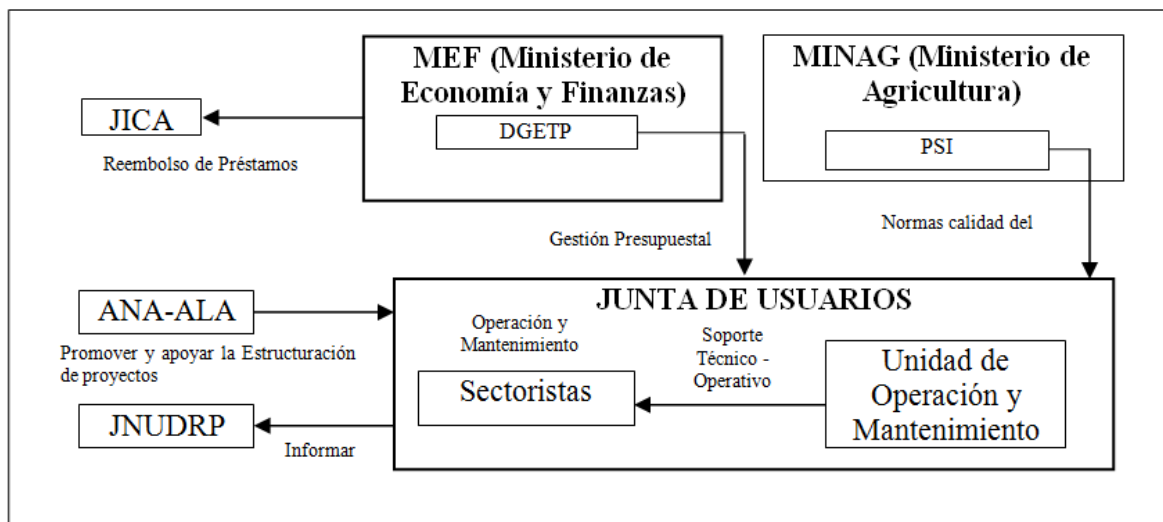 MEF (Ministerio de
Economía y Finanzas)
DGETP
MINAG (Ministerio de
Agricultura)
PSI
JICA
Reembolso de Préstamos
Gestión Presupuestal
Normas calidad del
ANA-ALA
Promover y apoyar la Estructuración
de proyectos
JNUDRP
Informar
JUNTA DE USUARIOS
Operación y
Mantenimiento
Sectoristas
Soporte
Técnico -
Operativo
Unidad de
Operación y
Mantenimiento